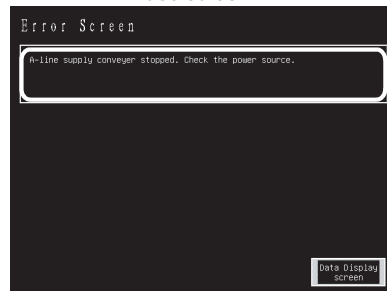 Error Screen
A-line supply conveyer stopped. Check the power source.
Data Display
screen